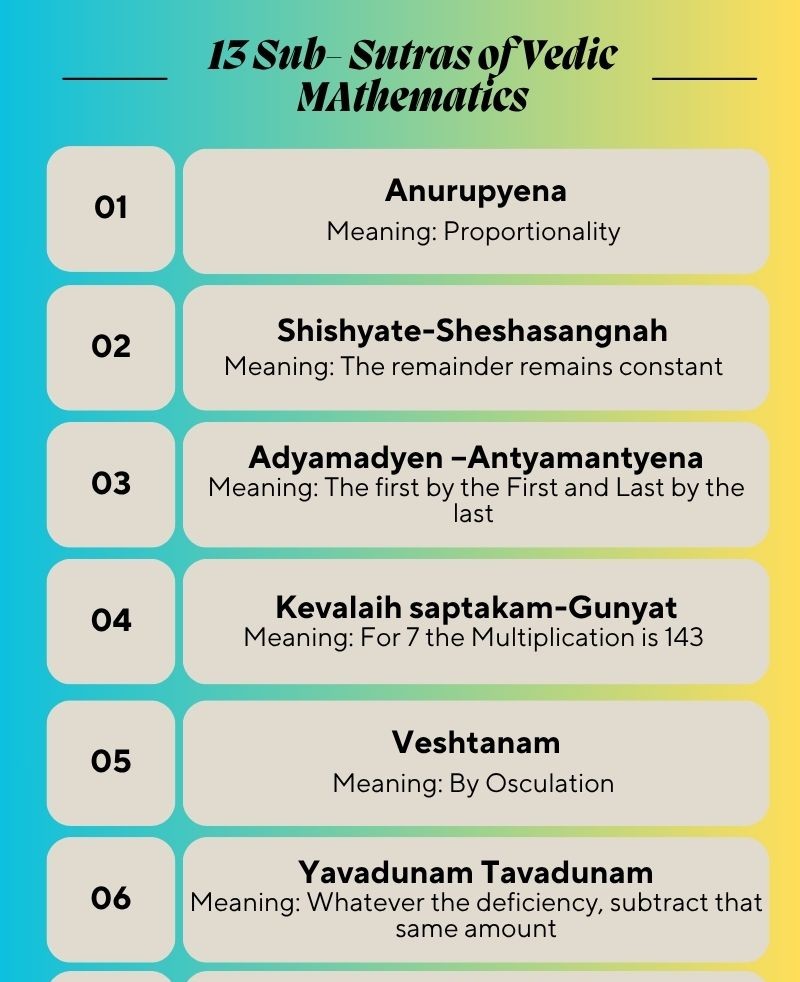 13 Sub- Sutras of Vedic
MAthematics
01
Anurupyena
Meaning: Proportionality
02
Shishyate-Sheshasangnah
Meaning: The remainder remains constant
03
Adyamadyen –Antyamantyena
Meaning: The first by the First and Last by the
last
04
Kevalaih saptakam-Gunyat
Meaning: For 7 the Multiplication is 143
05
Veshtanam
Meaning: By Osculation
06
Yavadunam Tavadunam
Meaning: Whatever the deficiency, subtract that
same amount